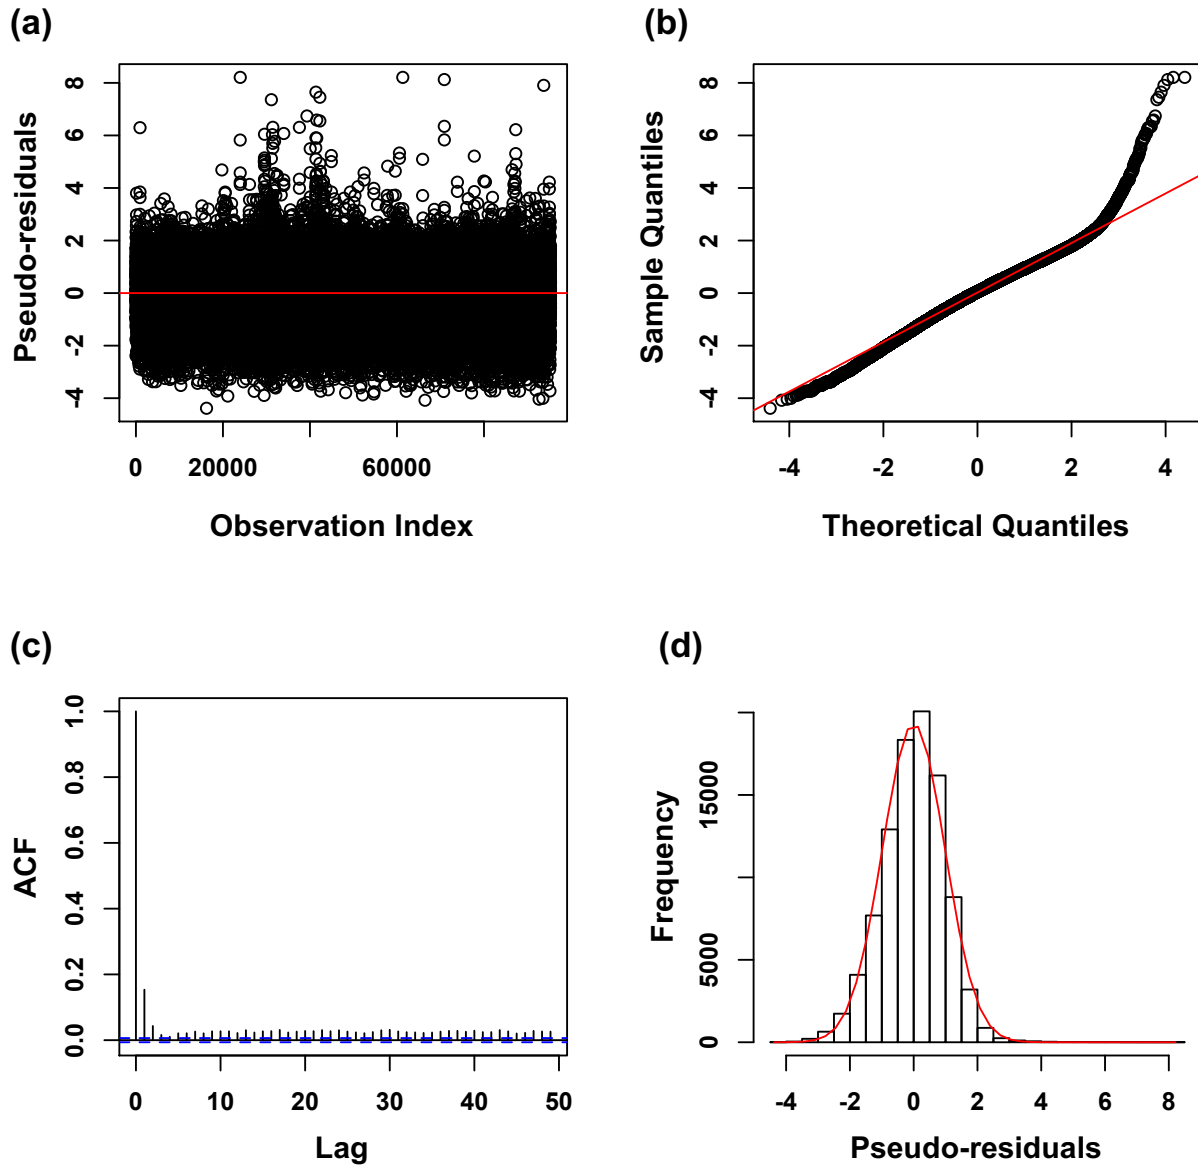 (a)
Pseudo-residuals
8
6
4
2
0
-2
-4
0 20000 60000
Observation Index
(b)
Sample Quantiles
8
6
4
2
0
-2
-4
-4 -2 0 2 4
Theoretical Quantiles
(c)
ACF
1.0
0.8
0.6
0.4
0.2
0.0
0 10 20 30 40 50
Lag
(d)
Frequency
15000
5000
0
-4 -2 0 2 4 6 8
Pseudo-residuals